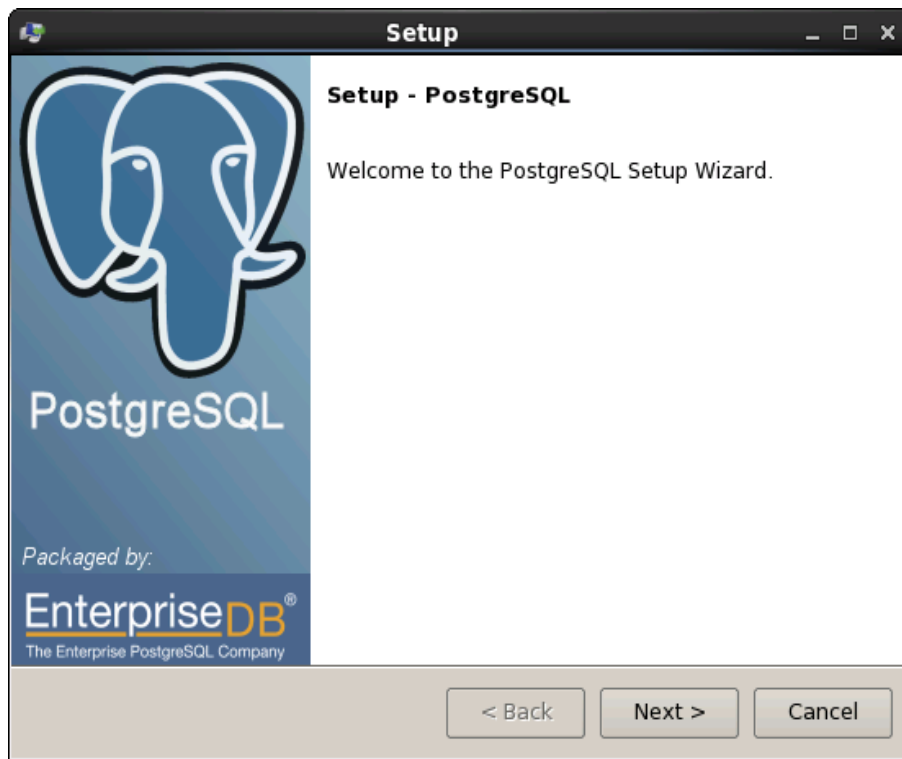 Setup
Setup - PostgreSQL
Welcome to the PostgreSQL Setup Wizard.
PostgreSQL
Packaged by:
EnterpriseDB®
The Enterprise PostgreSQL Company
< Back
Next >
Cancel